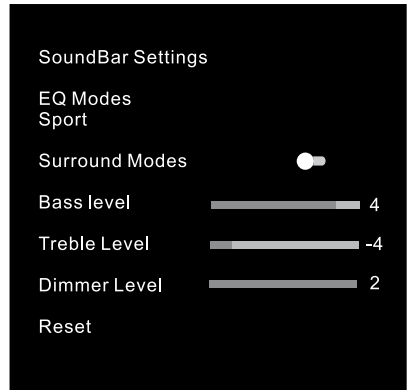 SoundBar Settings
EQ Modes
Sport
Surround Modes
Bass level 4
Treble Level -4
Dimmer Level 2
Reset